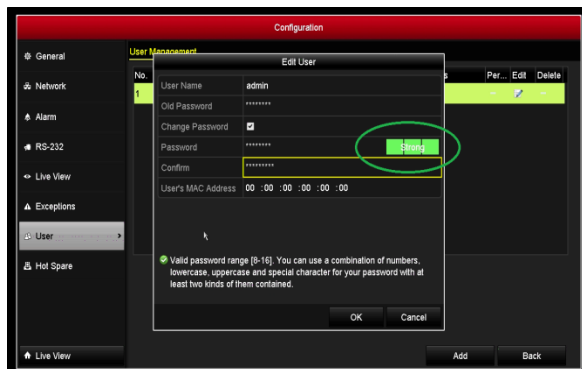 Configuration
General
Network
Alarm
RS-232
Live View
Exceptions
User
Hot Spare
Live View
User Management
No. Per... Edit Delete
1
Edit User
User Name admin
Old Password ********
Change Password
Password ******** Strong
Confirm *********
User's MAC Address 00 :00 :00 :00 :00 :00
Valid password range [8-16]. You can use a combination of numbers,
lowercase, uppercase and special character for your password with at
least two kinds of them contained.
OK Cancel
Add Back